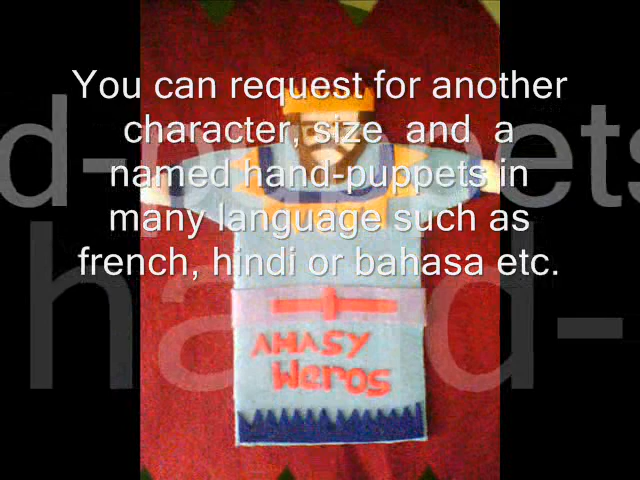 You can request for another
character, size and a
named hand-puppets in
many language such as
french, hindi or bahasa etc.
hand-
AHASY
Weros